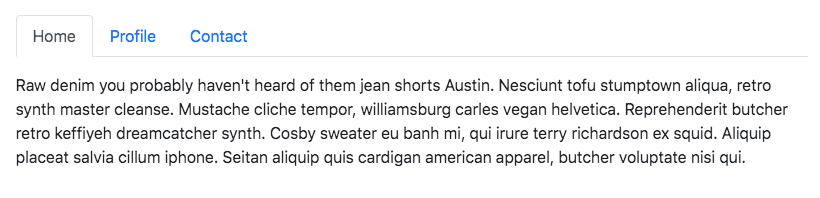 Home Profile Contact
Raw denim you probably haven't heard of them jean shorts Austin. Nesciunt tofu stumptown aliqua, retro
synth master cleanse. Mustache cliche tempor, williamsburg carles vegan helvetica. Reprehenderit butcher
retro keffiyeh dreamcatcher synth. Cosby sweater eu banh mi, qui irure terry richardson ex squid. Aliquip
placeat salvia cillum iphone. Seitan aliquip quis cardigan american apparel, butcher voluptate nisi qui.